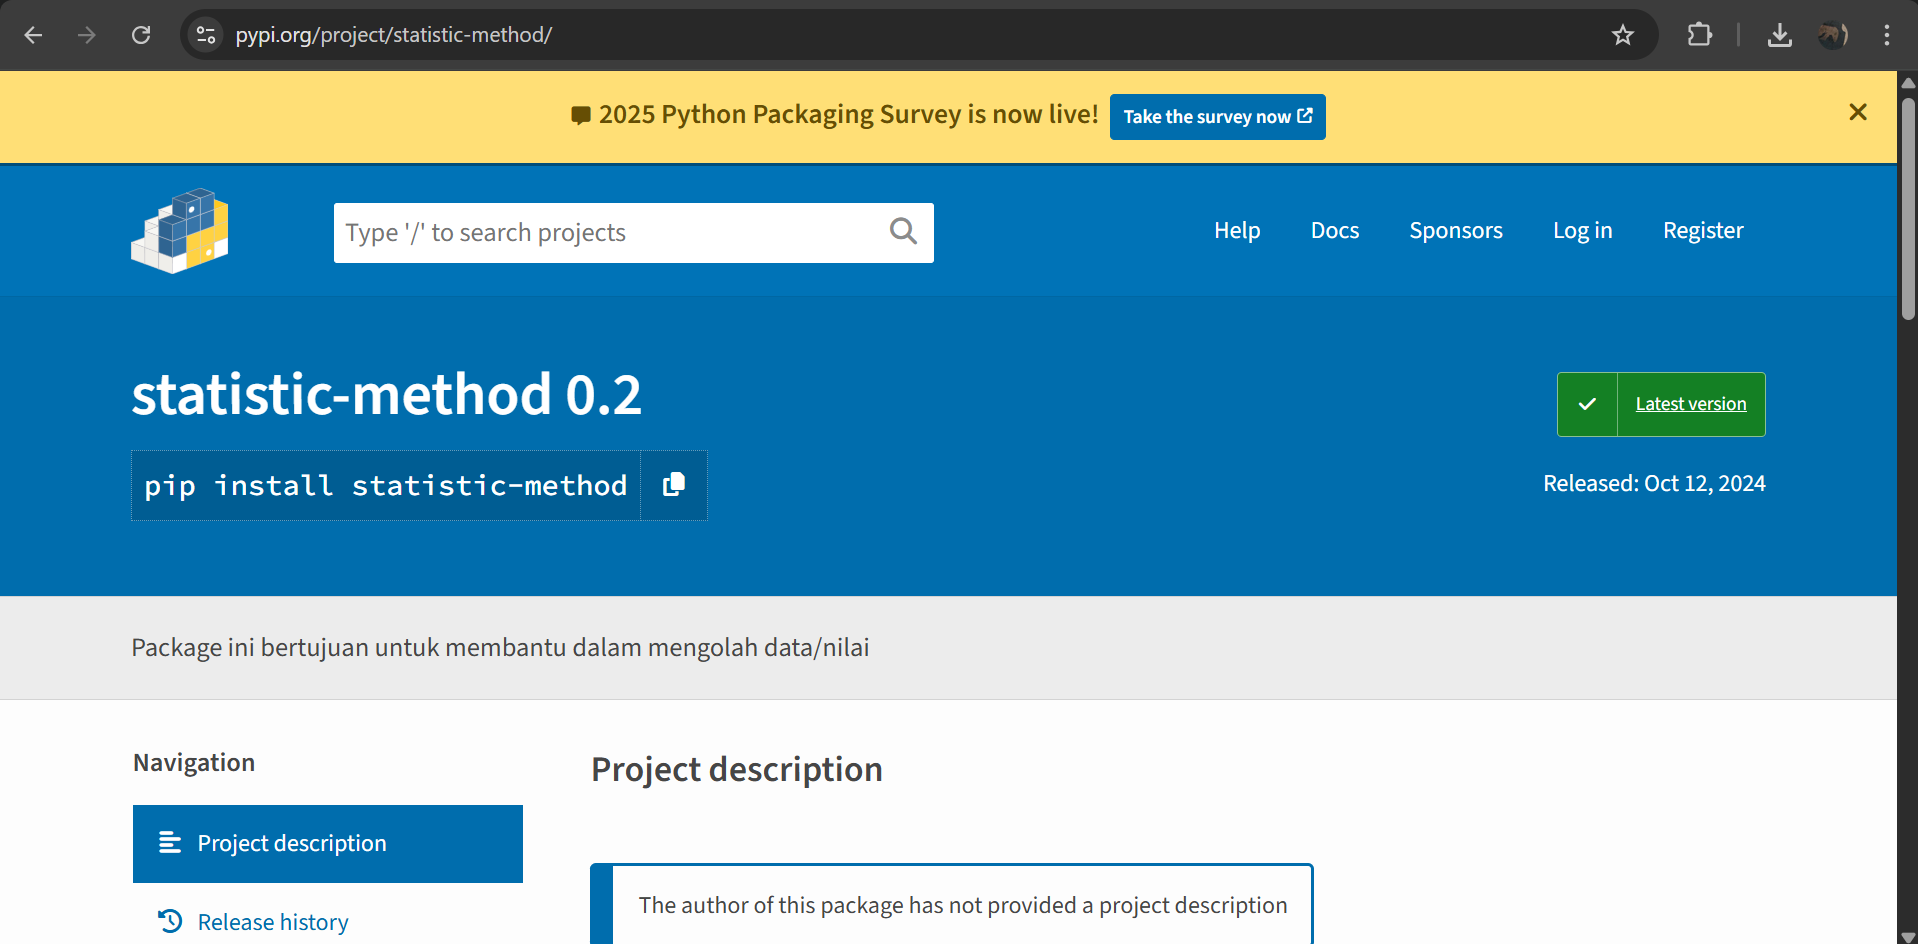 pypi.org/project/statistic-method/
2025 Python Packaging Survey is now live!
Take the survey now
Type '/' to search projects
Help
Docs
Sponsors
Log in
Register
statistic-method 0.2
Latest version
pip install statistic-method
Released: Oct 12, 2024
Package ini bertujuan untuk membantu dalam mengolah data/nilai
Navigation
Project description
Release history
Project description
The author of this package has not provided a project description